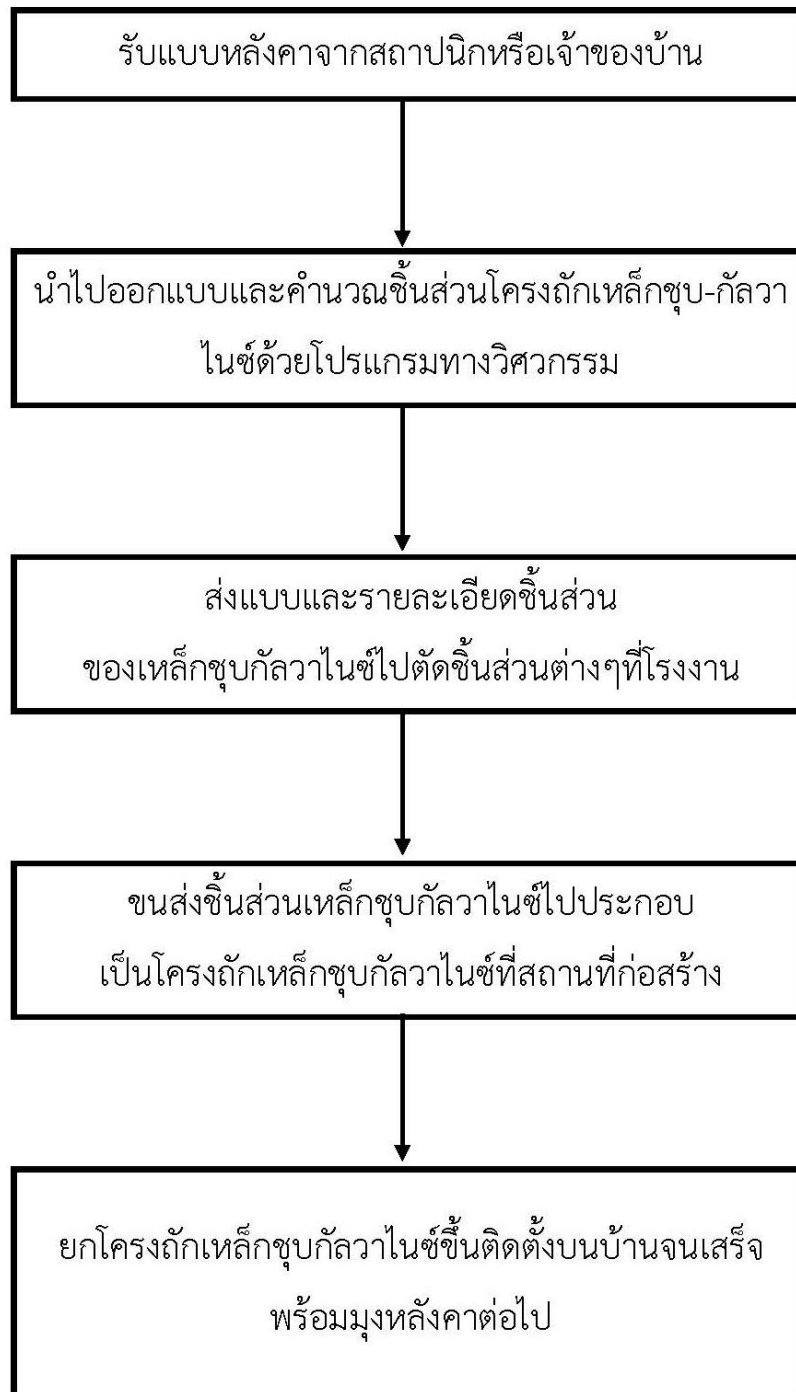 รับแบบหลังคาจากสถาปนิกหรือเจ้าของบ้าน
นำไปออกแบบและคำนวณชิ้นส่วนโครงถักเหล็กชุบ-กัลวา
ไนซ์ด้วยโปรแกรมทางวิศวกรรม
ส่งแบบและรายละเอียดชิ้นส่วน
ของเหล็กชุบกัลวาไนซ์ไปตัดชิ้นส่วนต่างๆที่โรงงาน
ขนส่งชิ้นส่วนเหล็กชุบกัลวาไนซ์ไปประกอบ
เป็นโครงถักเหล็กชุบกัลวาไนซ์ที่สถานที่ก่อสร้าง
ยกโครงถักเหล็กชุบกัลวาไนซ์ขึ้นติดตั้งบนบ้านจนเสร็จ
พร้อมมุงหลังคาต่อไป